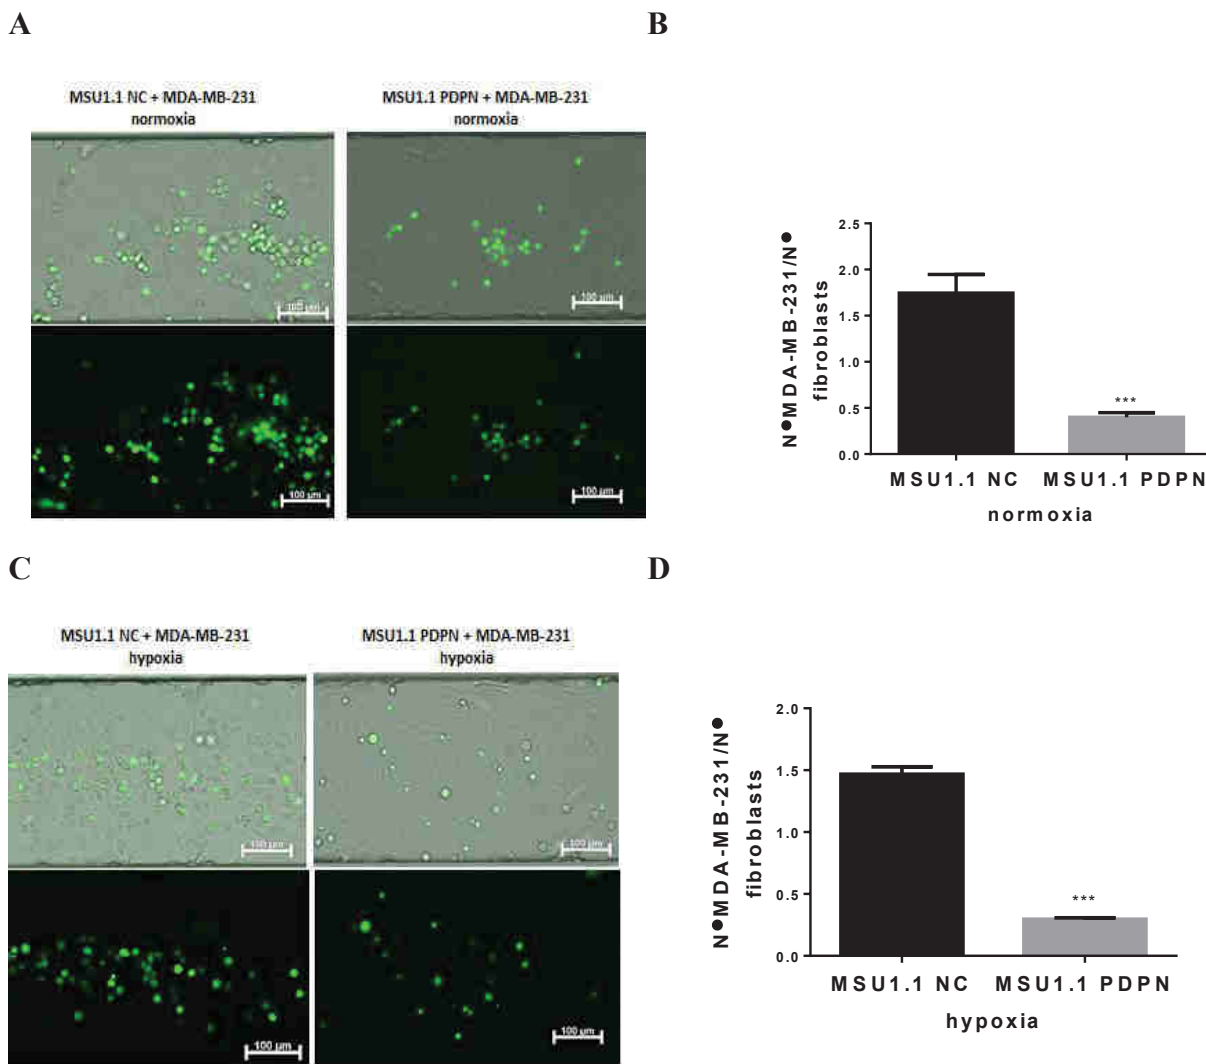 A
B
MSU1.1 NC + MDA-MB-231
normoxia
MSU1.1 PDPN + MDA-MB-231
normoxia
100 µm
100 µm
100 µm
100 µm
N●MDA-MB-231/N●
fibroblasts
2.5
2.0
1.5
1.0
0.5
0.0
***
MSU1.1 NC
MSU1.1 PDPN
normoxia
C
D
MSU1.1 NC + MDA-MB-231
hypoxia
MSU1.1 PDPN + MDA-MB-231
hypoxia
100 µm
100 µm
100 µm
100 µm
N●MDA-MB-231/N●
fibroblasts
2.0
1.5
1.0
0.5
0.0
***
MSU1.1 NC
MSU1.1 PDPN
hypoxia